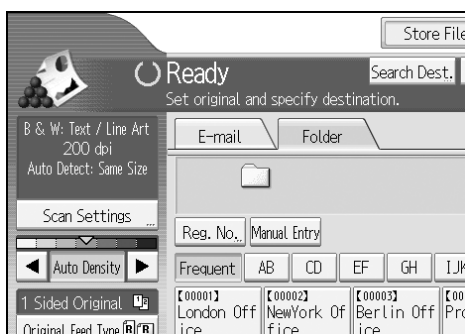 Store File
Ready
Search Dest.
Set original and specify destination.
B & W: Text / Line Art
200 dpi
Auto Detect: Same Size
E-mail
Folder
Scan Settings
Reg. No.
Manual Entry
Auto Density
Frequent
AB
CD
EF
GH
IJK
1 Sided Original
[00001]
[00002]
[00003]
[00
London Off
NewYork Of
Berlin Off
ice
fice
ice
Original Feed Type